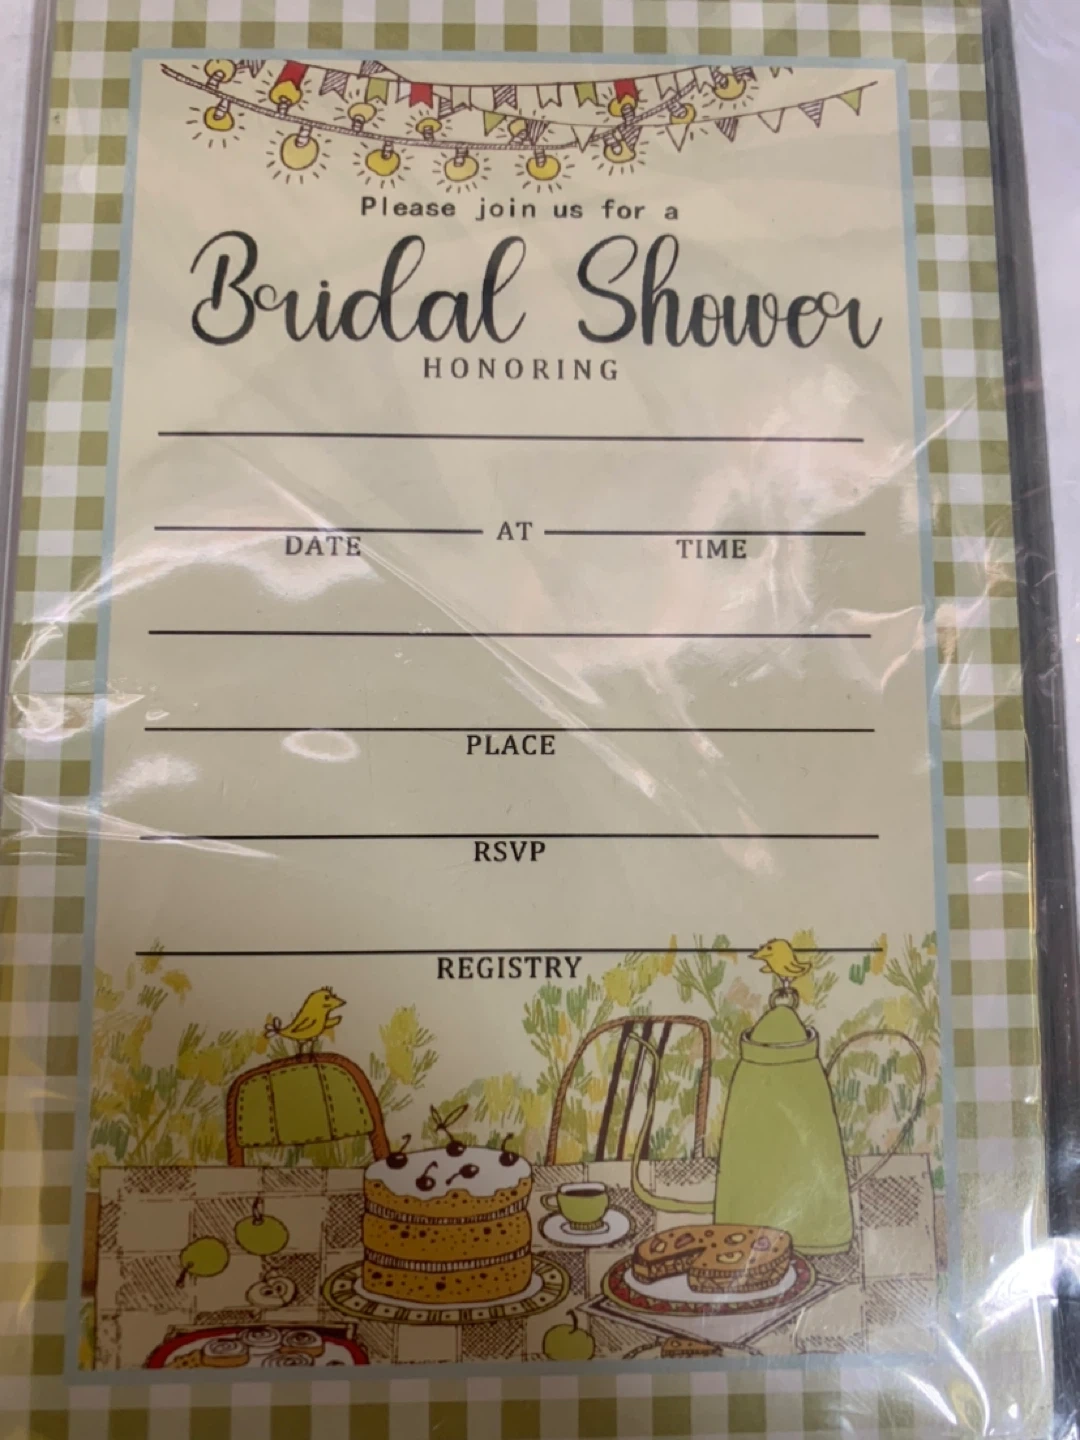 Please join us for a
Bridal Shower
HONORING
AT
DATE TIME
PLACE
RSVP
REGISTRY